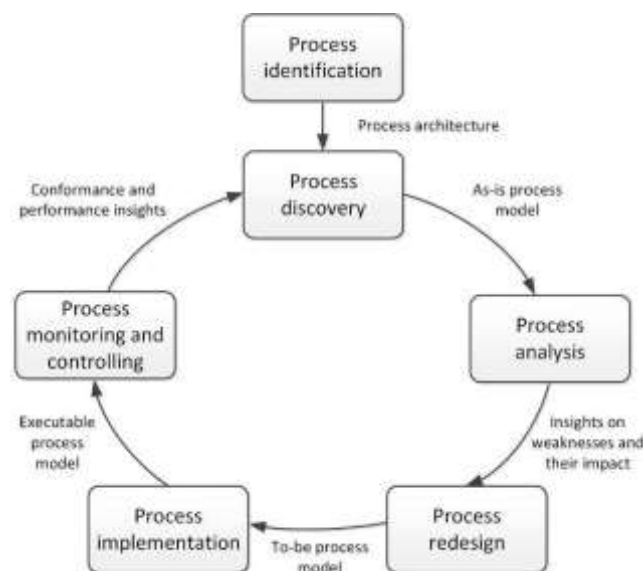 Process
identification
Process architecture
Process
discovery
Conformance and
performance insights
As-is process
model
Process
monitoring and
controlling
Process
analysis
Executable
process
model
Insights on
weaknesses and
their impact
Process
implementation
To-be process
model
Process
redesign